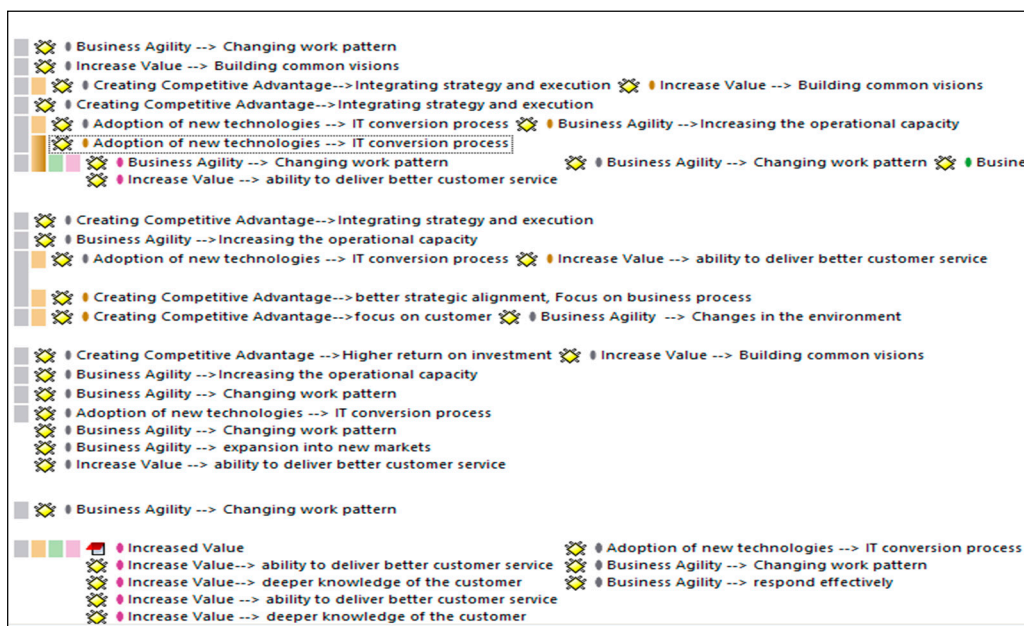 Business Agility --> Changing work pattern
Increase Value --> Building common visions
Creating Competitive Advantage-->Integrating strategy and execution Increase Value --> Building common visions
Creating Competitive Advantage-->Integrating strategy and execution
Adoption of new technologies --> IT conversion process Business Agility -->Increasing the operational capacity
Adoption of new technologies --> IT conversion process
Business Agility --> Changing work pattern Business Agility --> Changing work pattern Busine
Increase Value --> ability to deliver better customer service
Creating Competitive Advantage-->Integrating strategy and execution
Business Agility -->Increasing the operational capacity
Adoption of new technologies --> IT conversion process Increase Value --> ability to deliver better customer service
Creating Competitive Advantage-->better strategic alignment, Focus on business process
Creating Competitive Advantage-->focus on customer Business Agility --> Changes in the environment
Creating Competitive Advantage -->Higher return on investment Increase Value --> Building common visions
Business Agility -->Increasing the operational capacity
Business Agility --> Changing work pattern
Adoption of new technologies --> IT conversion process
Business Agility --> Changing work pattern
Business Agility --> expansion into new markets
Increase Value --> ability to deliver better customer service
Business Agility --> Changing work pattern
Increased Value Adoption of new technologies --> IT conversion process
Increase Value--> ability to deliver better customer service Business Agility --> Changing work pattern
Increase Value--> deeper knowledge of the customer Business Agility --> respond effectively
Increase Value --> ability to deliver better customer service
Increase Value --> deeper knowledge of the customer